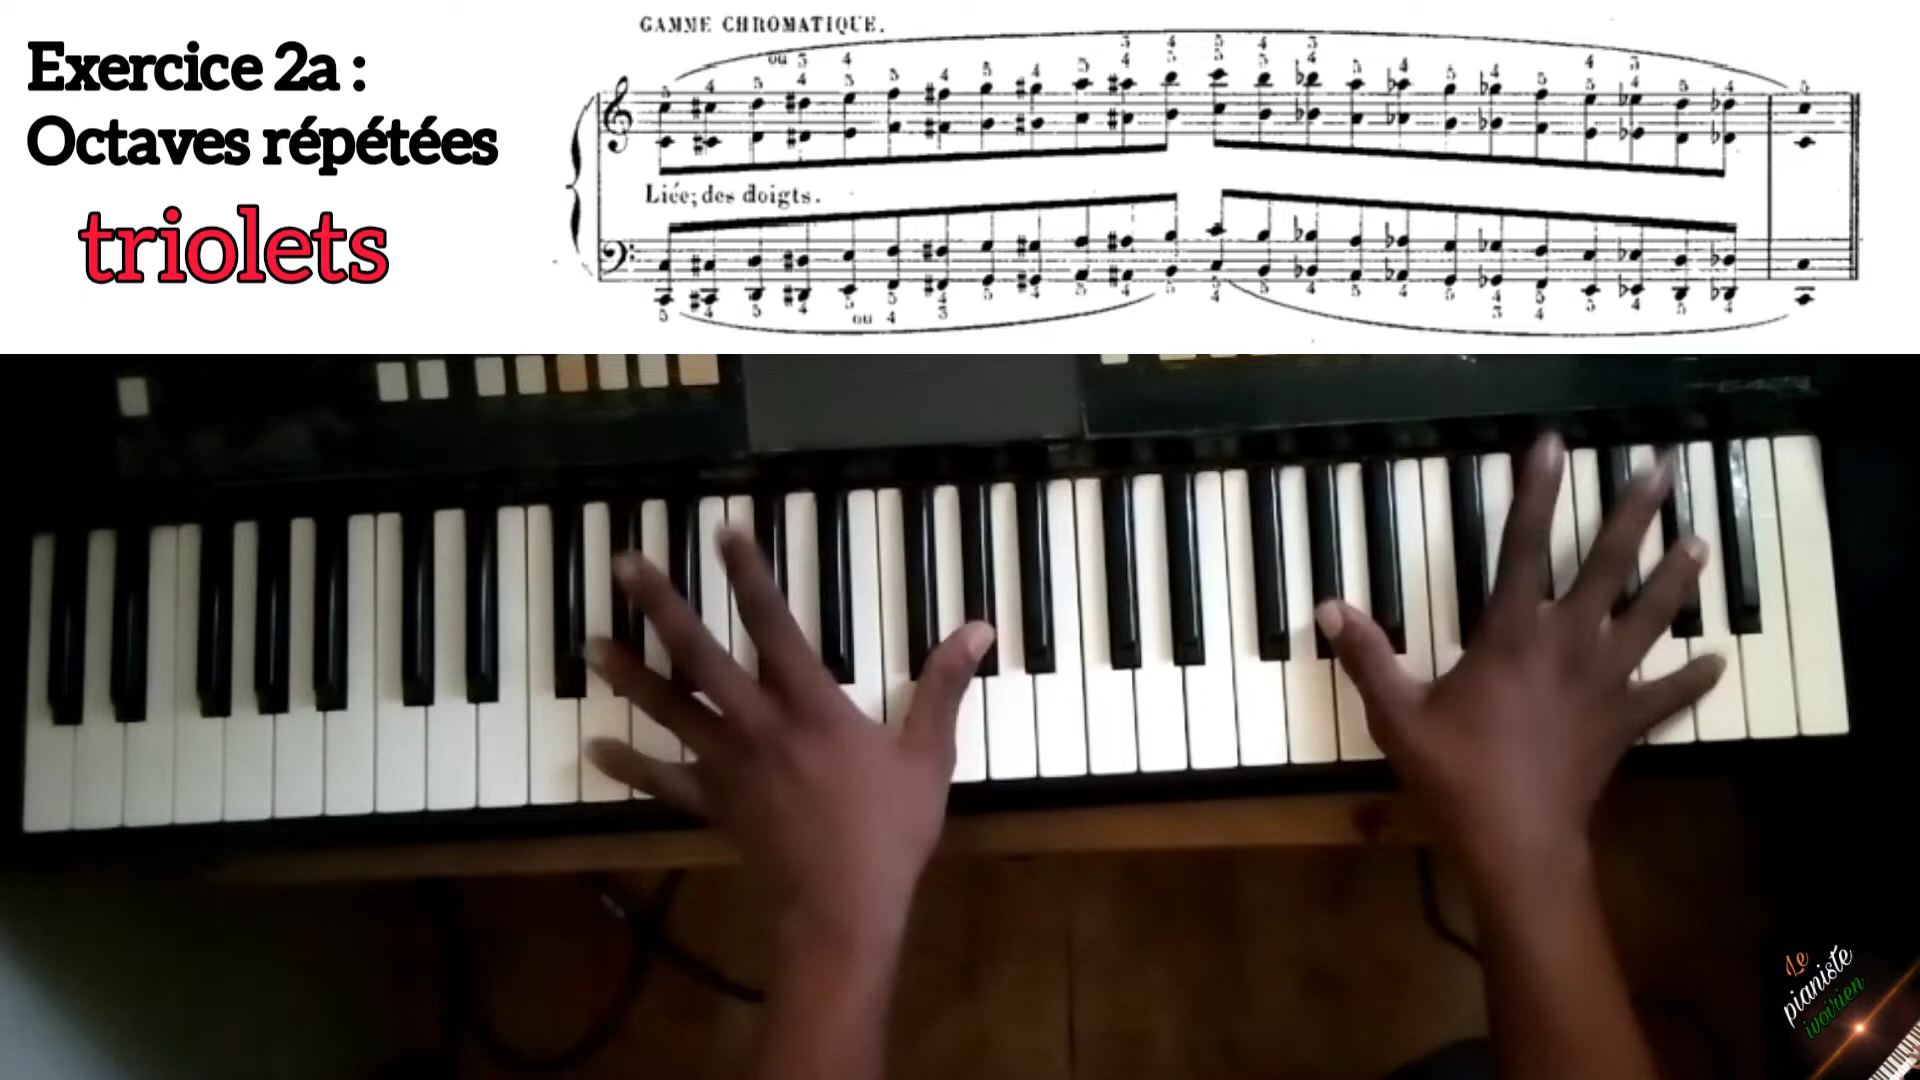 GAMME CHROMATIQUE.
Exercice 2a :
Octaves répétées
triolets
Liée; des doigts.
ou
ou
Le
pianiste
ivoirien